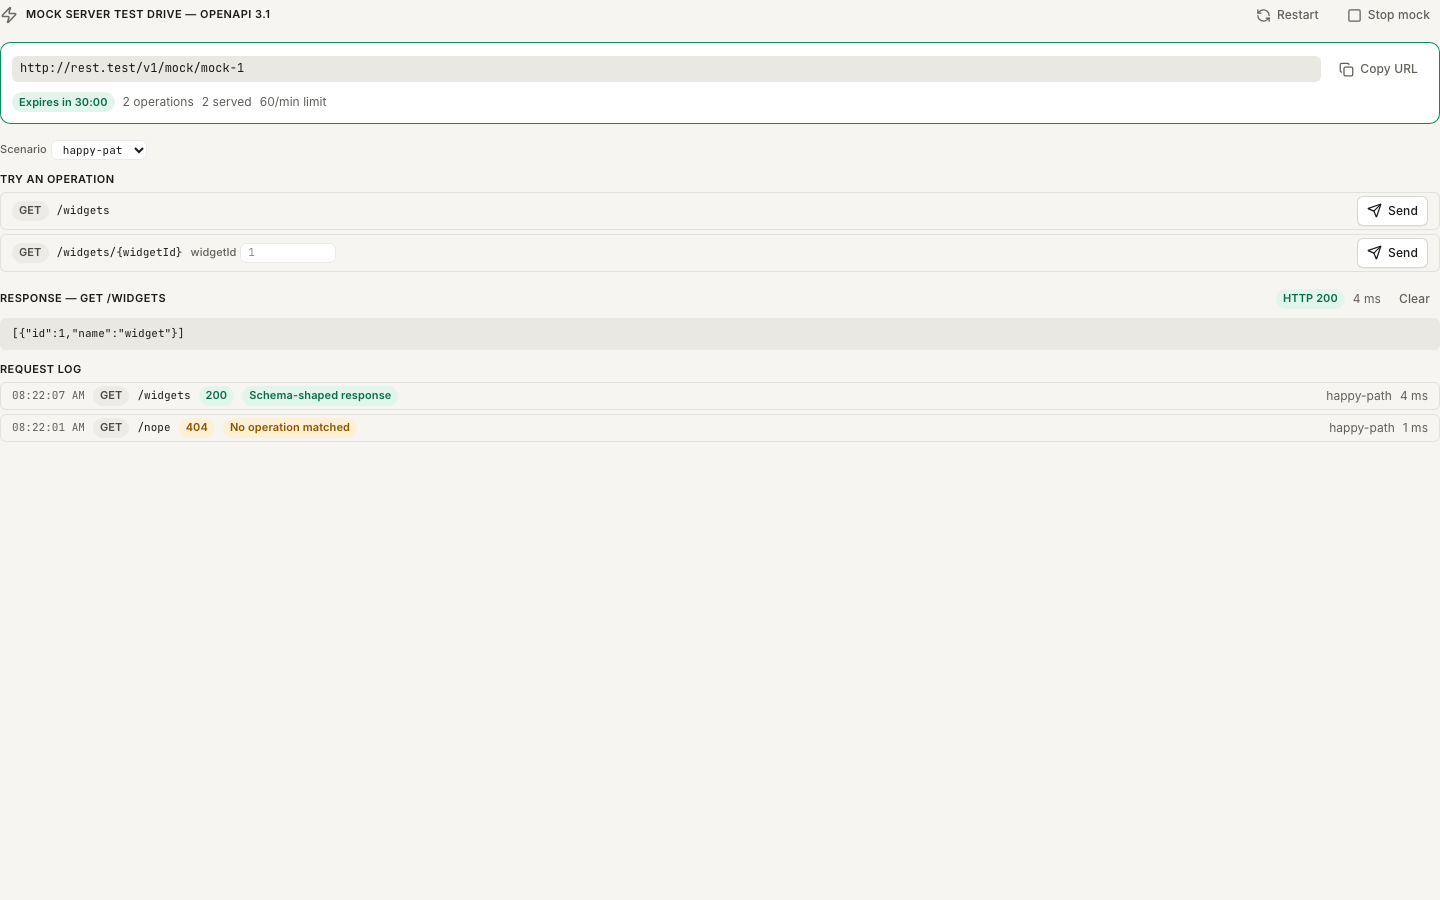 MOCK SERVER TEST DRIVE — OPENAPI 3.1
Restart
Stop mock
http://rest.test/v1/mock/mock-1
Copy URL
Expires in 30:00 2 operations 2 served 60/min limit
Scenario happy-pat
TRY AN OPERATION
GET /widgets
Send
GET /widgets/{widgetId} widgetId 1
Send
RESPONSE — GET /WIDGETS
HTTP 200 4 ms Clear
[{"id":1,"name":"widget"}]
REQUEST LOG
08:22:07 AM GET /widgets 200 Schema-shaped response happy-path 4 ms
08:22:01 AM GET /nope 404 No operation matched happy-path 1 ms